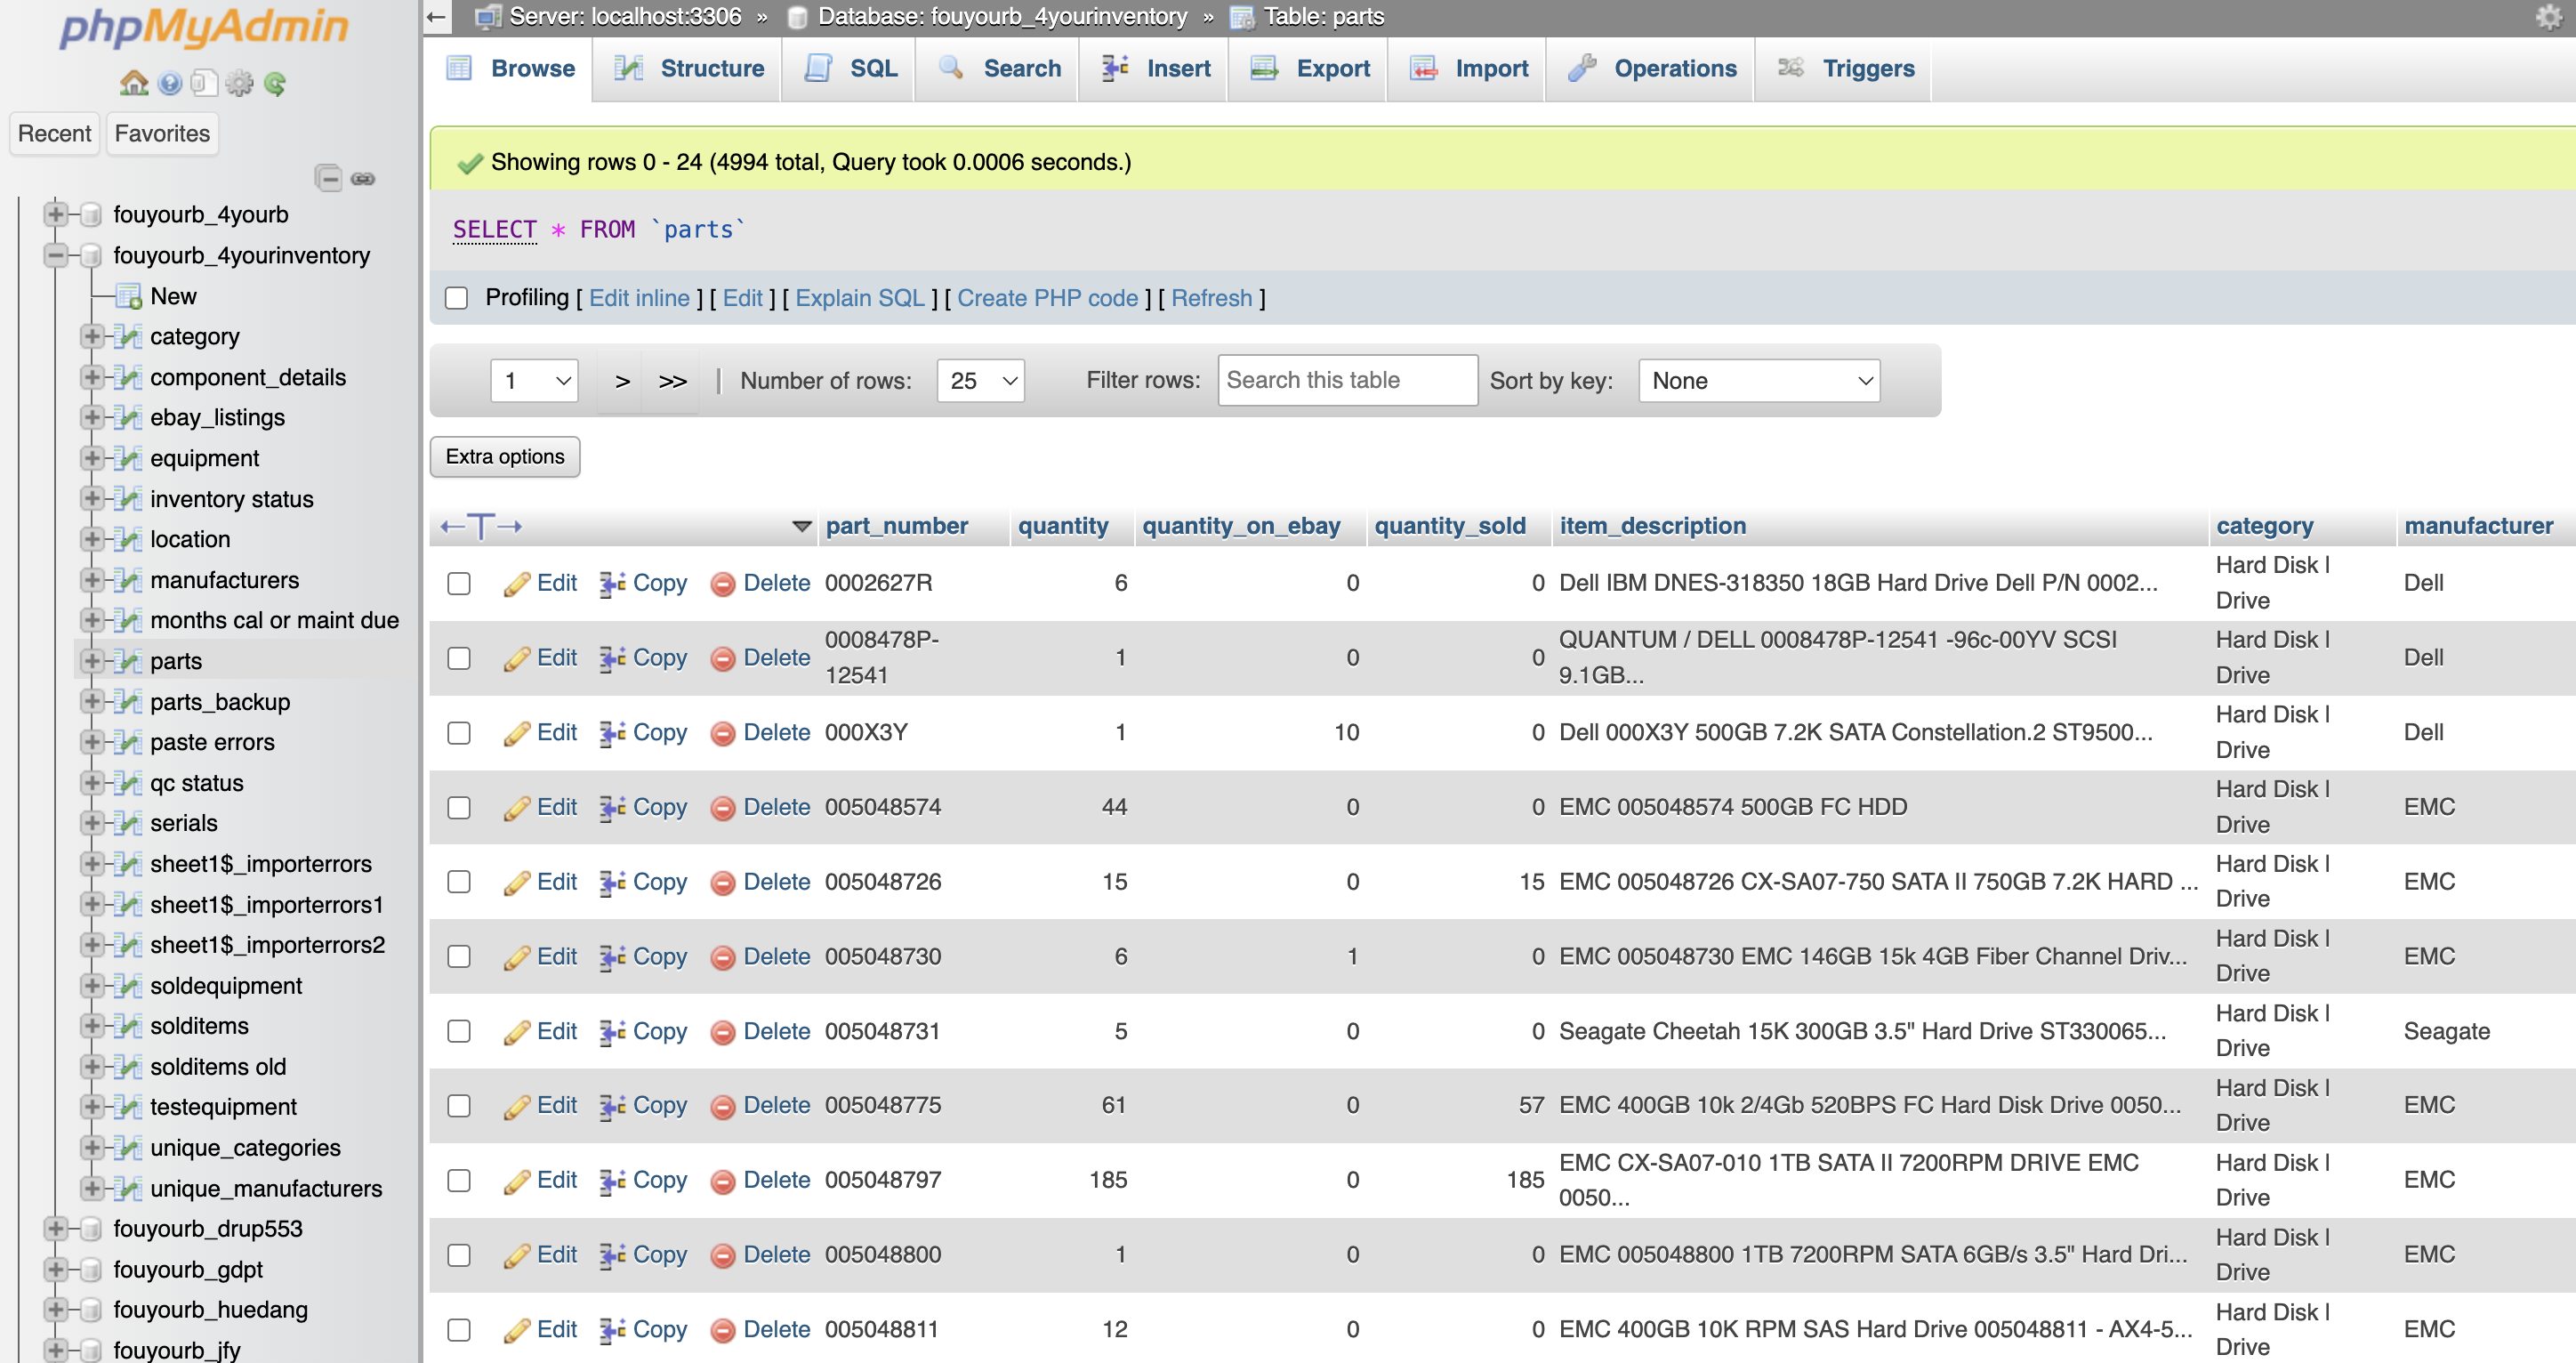 phpMyAdmin
Recent Favorites
fouyourb_4yourb
fouyourb_4yourinventory
New
category
component_details
ebay_listings
equipment
inventory status
location
manufacturers
months cal or maint due
parts
parts_backup
paste errors
qc status
serials
sheet1$_importerrors
sheet1$_importerrors1
sheet1$_importerrors2
soldequipment
solditems
solditems old
testequipment
unique_categories
unique_manufacturers
fouyourb_drup553
fouyourb_gdpt
fouyourb_huedang
fouyourb_jfy
Server: localhost:3306 » Database: fouyourb_4yourinventory » Table: parts
Browse Structure SQL Search Insert Export Import Operations Triggers
Showing rows 0 - 24 (4994 total, Query took 0.0006 seconds.)
SELECT * FROM `parts`
Profiling [ Edit inline ] [ Edit ] [ Explain SQL ] [ Create PHP code ] [ Refresh ]
1 > >> | Number of rows: 25 Filter rows: Search this table Sort by key: None
Extra options
part_number quantity quantity_on_ebay quantity_sold item_description category manufacturer
Edit Copy Delete 0002627R 6 0 0 Dell IBM DNES-318350 18GB Hard Drive Dell P/N 0002... Hard Disk | Drive Dell
Edit Copy Delete 0008478P-12541 1 0 0 QUANTUM / DELL 0008478P-12541 -96c-00YV SCSI 9.1GB... Hard Disk | Drive Dell
Edit Copy Delete 000X3Y 1 10 0 Dell 000X3Y 500GB 7.2K SATA Constellation.2 ST9500... Hard Disk | Drive Dell
Edit Copy Delete 005048574 44 0 0 EMC 005048574 500GB FC HDD Hard Disk | Drive EMC
Edit Copy Delete 005048726 15 0 15 EMC 005048726 CX-SA07-750 SATA II 750GB 7.2K HARD ... Hard Disk | Drive EMC
Edit Copy Delete 005048730 6 1 0 EMC 005048730 EMC 146GB 15k 4GB Fiber Channel Driv... Hard Disk | Drive EMC
Edit Copy Delete 005048731 5 0 0 Seagate Cheetah 15K 300GB 3.5" Hard Drive ST330065... Hard Disk | Drive Seagate
Edit Copy Delete 005048775 61 0 57 EMC 400GB 10k 2/4Gb 520BPS FC Hard Disk Drive 0050... Hard Disk | Drive EMC
Edit Copy Delete 005048797 185 0 185 EMC CX-SA07-010 1TB SATA II 7200RPM DRIVE EMC 0050... Hard Disk | Drive EMC
Edit Copy Delete 005048800 1 0 0 EMC 005048800 1TB 7200RPM SATA 6GB/s 3.5" Hard Dri... Hard Disk | Drive EMC
Edit Copy Delete 005048811 12 0 0 EMC 400GB 10K RPM SAS Hard Drive 005048811 - AX4-5... Hard Disk | Drive EMC